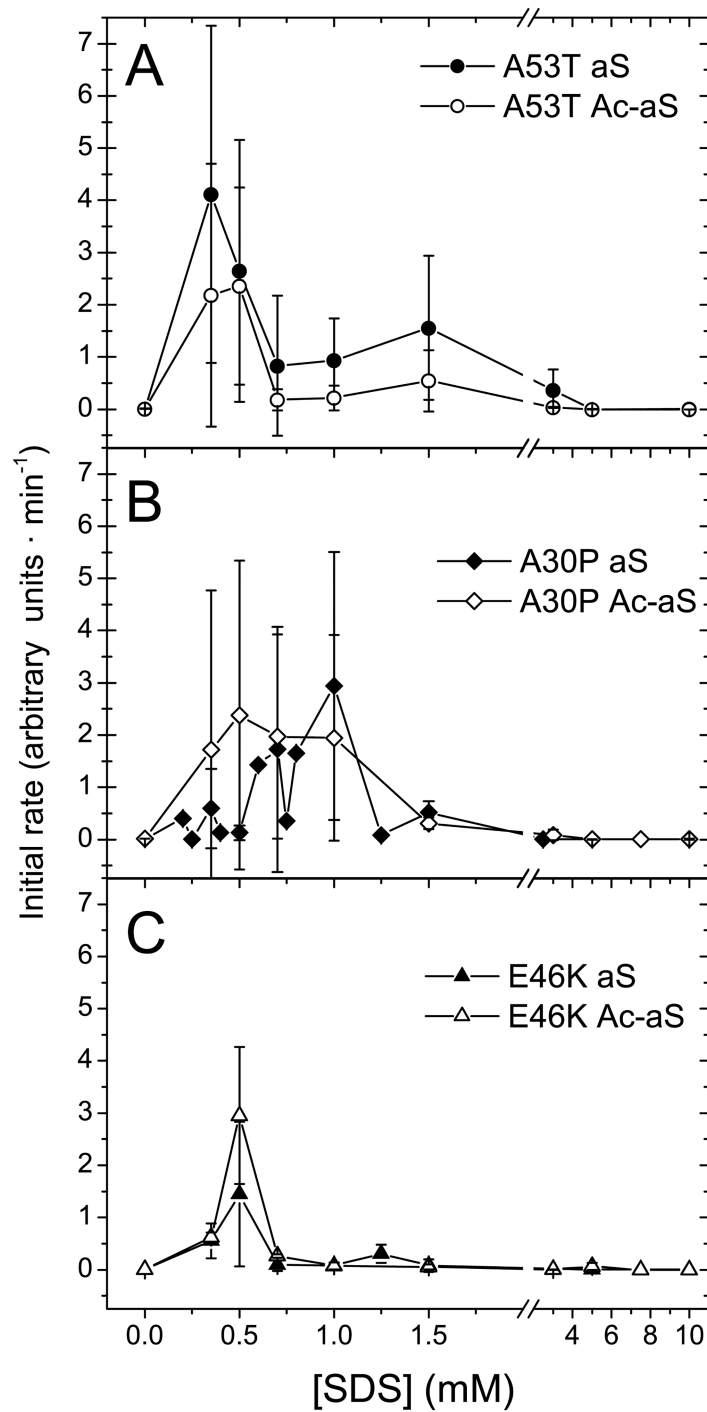 Initial rate (arbitrary units · min⁻¹)
A
7
6
5
4
3
2
1
0
A53T aS
A53T Ac-aS
B
7
6
5
4
3
2
1
0
A30P aS
A30P Ac-aS
C
7
6
5
4
3
2
1
0
E46K aS
E46K Ac-aS
0.0 0.5 1.0 1.5 4 6 8 10
[SDS] (mM)